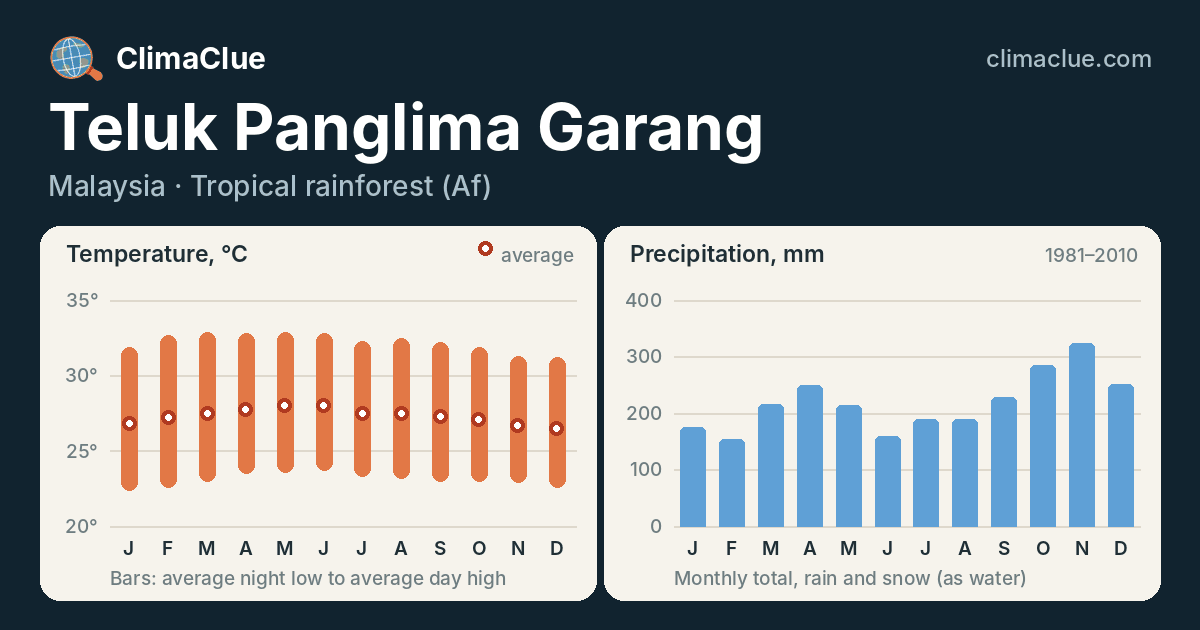 ClimaClue
climaclue.com
Teluk Panglima Garang
Malaysia · Tropical rainforest (Af)
Temperature, °C
average
35°
30°
25°
20°
J F M A M J J A S O N D
Bars: average night low to average day high
Precipitation, mm
1981–2010
400
300
200
100
0
J F M A M J J A S O N D
Monthly total, rain and snow (as water)